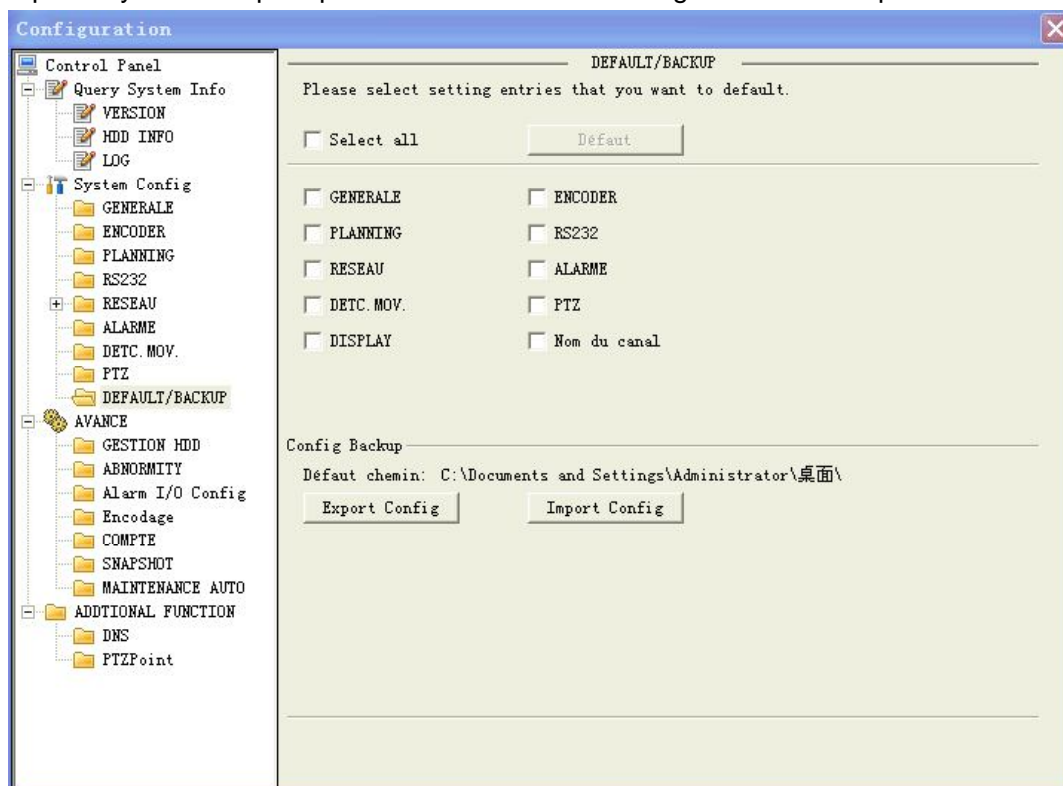 Configuration
Control Panel
Query System Info
VERSION
HDD INFO
LOG
System Config
GENERALE
ENCODER
PLANNING
RS232
RESEAU
ALARME
DETC.MOV.
PTZ
DEFAULT/BACKUP
AVANCE
GESTION HDD
ABNORMITY
Alarm I/O Config
Encodage
COMPTE
SNAPSHOT
MAINTENANCE AUTO
ADDTIONAL FUNCTION
DNS
PTZPoint
DEFAULT/BACKUP
Please select setting entries that you want to default.
Select all Défaut
GENERALE ENCODER
PLANNING RS232
RESEAU ALARME
DETC.MOV. PTZ
DISPLAY Nom du canal
Config Backup
Défaut chemin: C:\Documents and Settings\Administrator\桌面\
Export Config Import Config